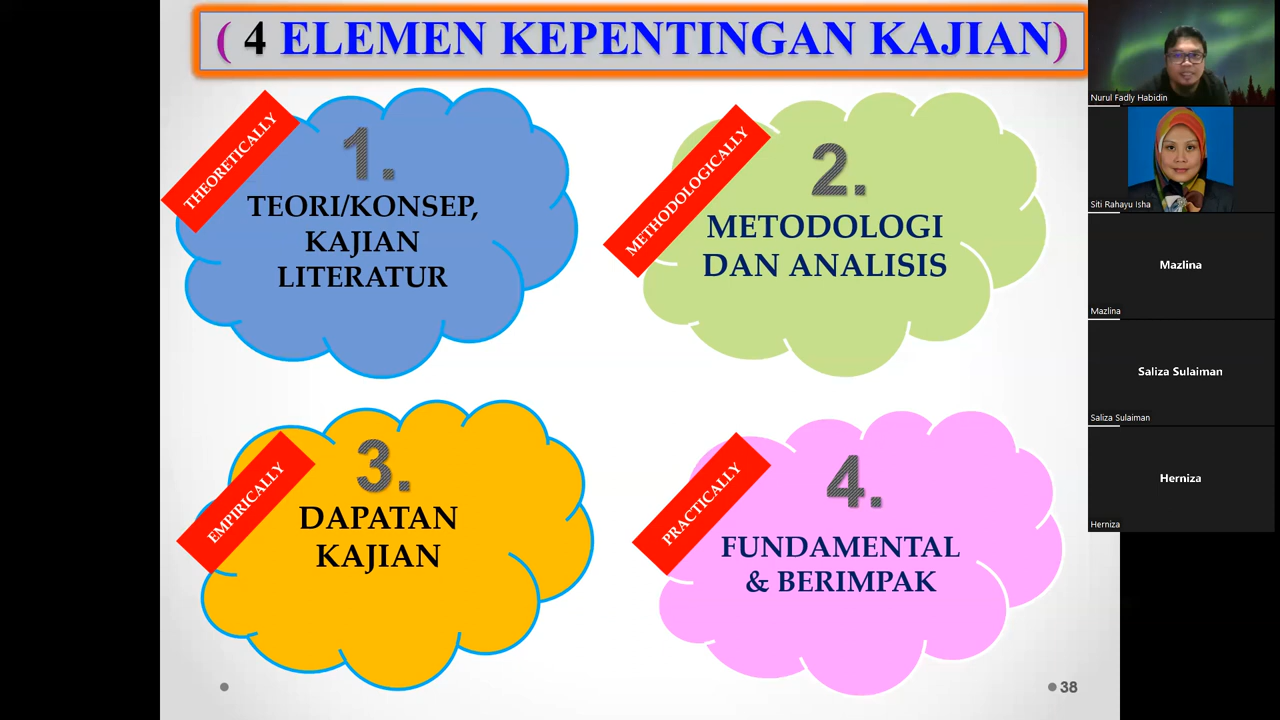 ( 4 ELEMEN KEPENTINGAN KAJIAN)
THEORETICALLY
1.
TEORI/KONSEP,
KAJIAN
LITERATUR
METHODOLOGICALLY
2.
METODOLOGI
DAN ANALISIS
EMPIRICALLY
3.
DAPATAN
KAJIAN
PRACTICALLY
4.
FUNDAMENTAL
& BERIMPAK
38
Nurul Fadly Habidin
Siti Rahayu Isha
Mazlina
Mazlina
Saliza Sulaiman
Saliza Sulaiman
Herniza
Herniza